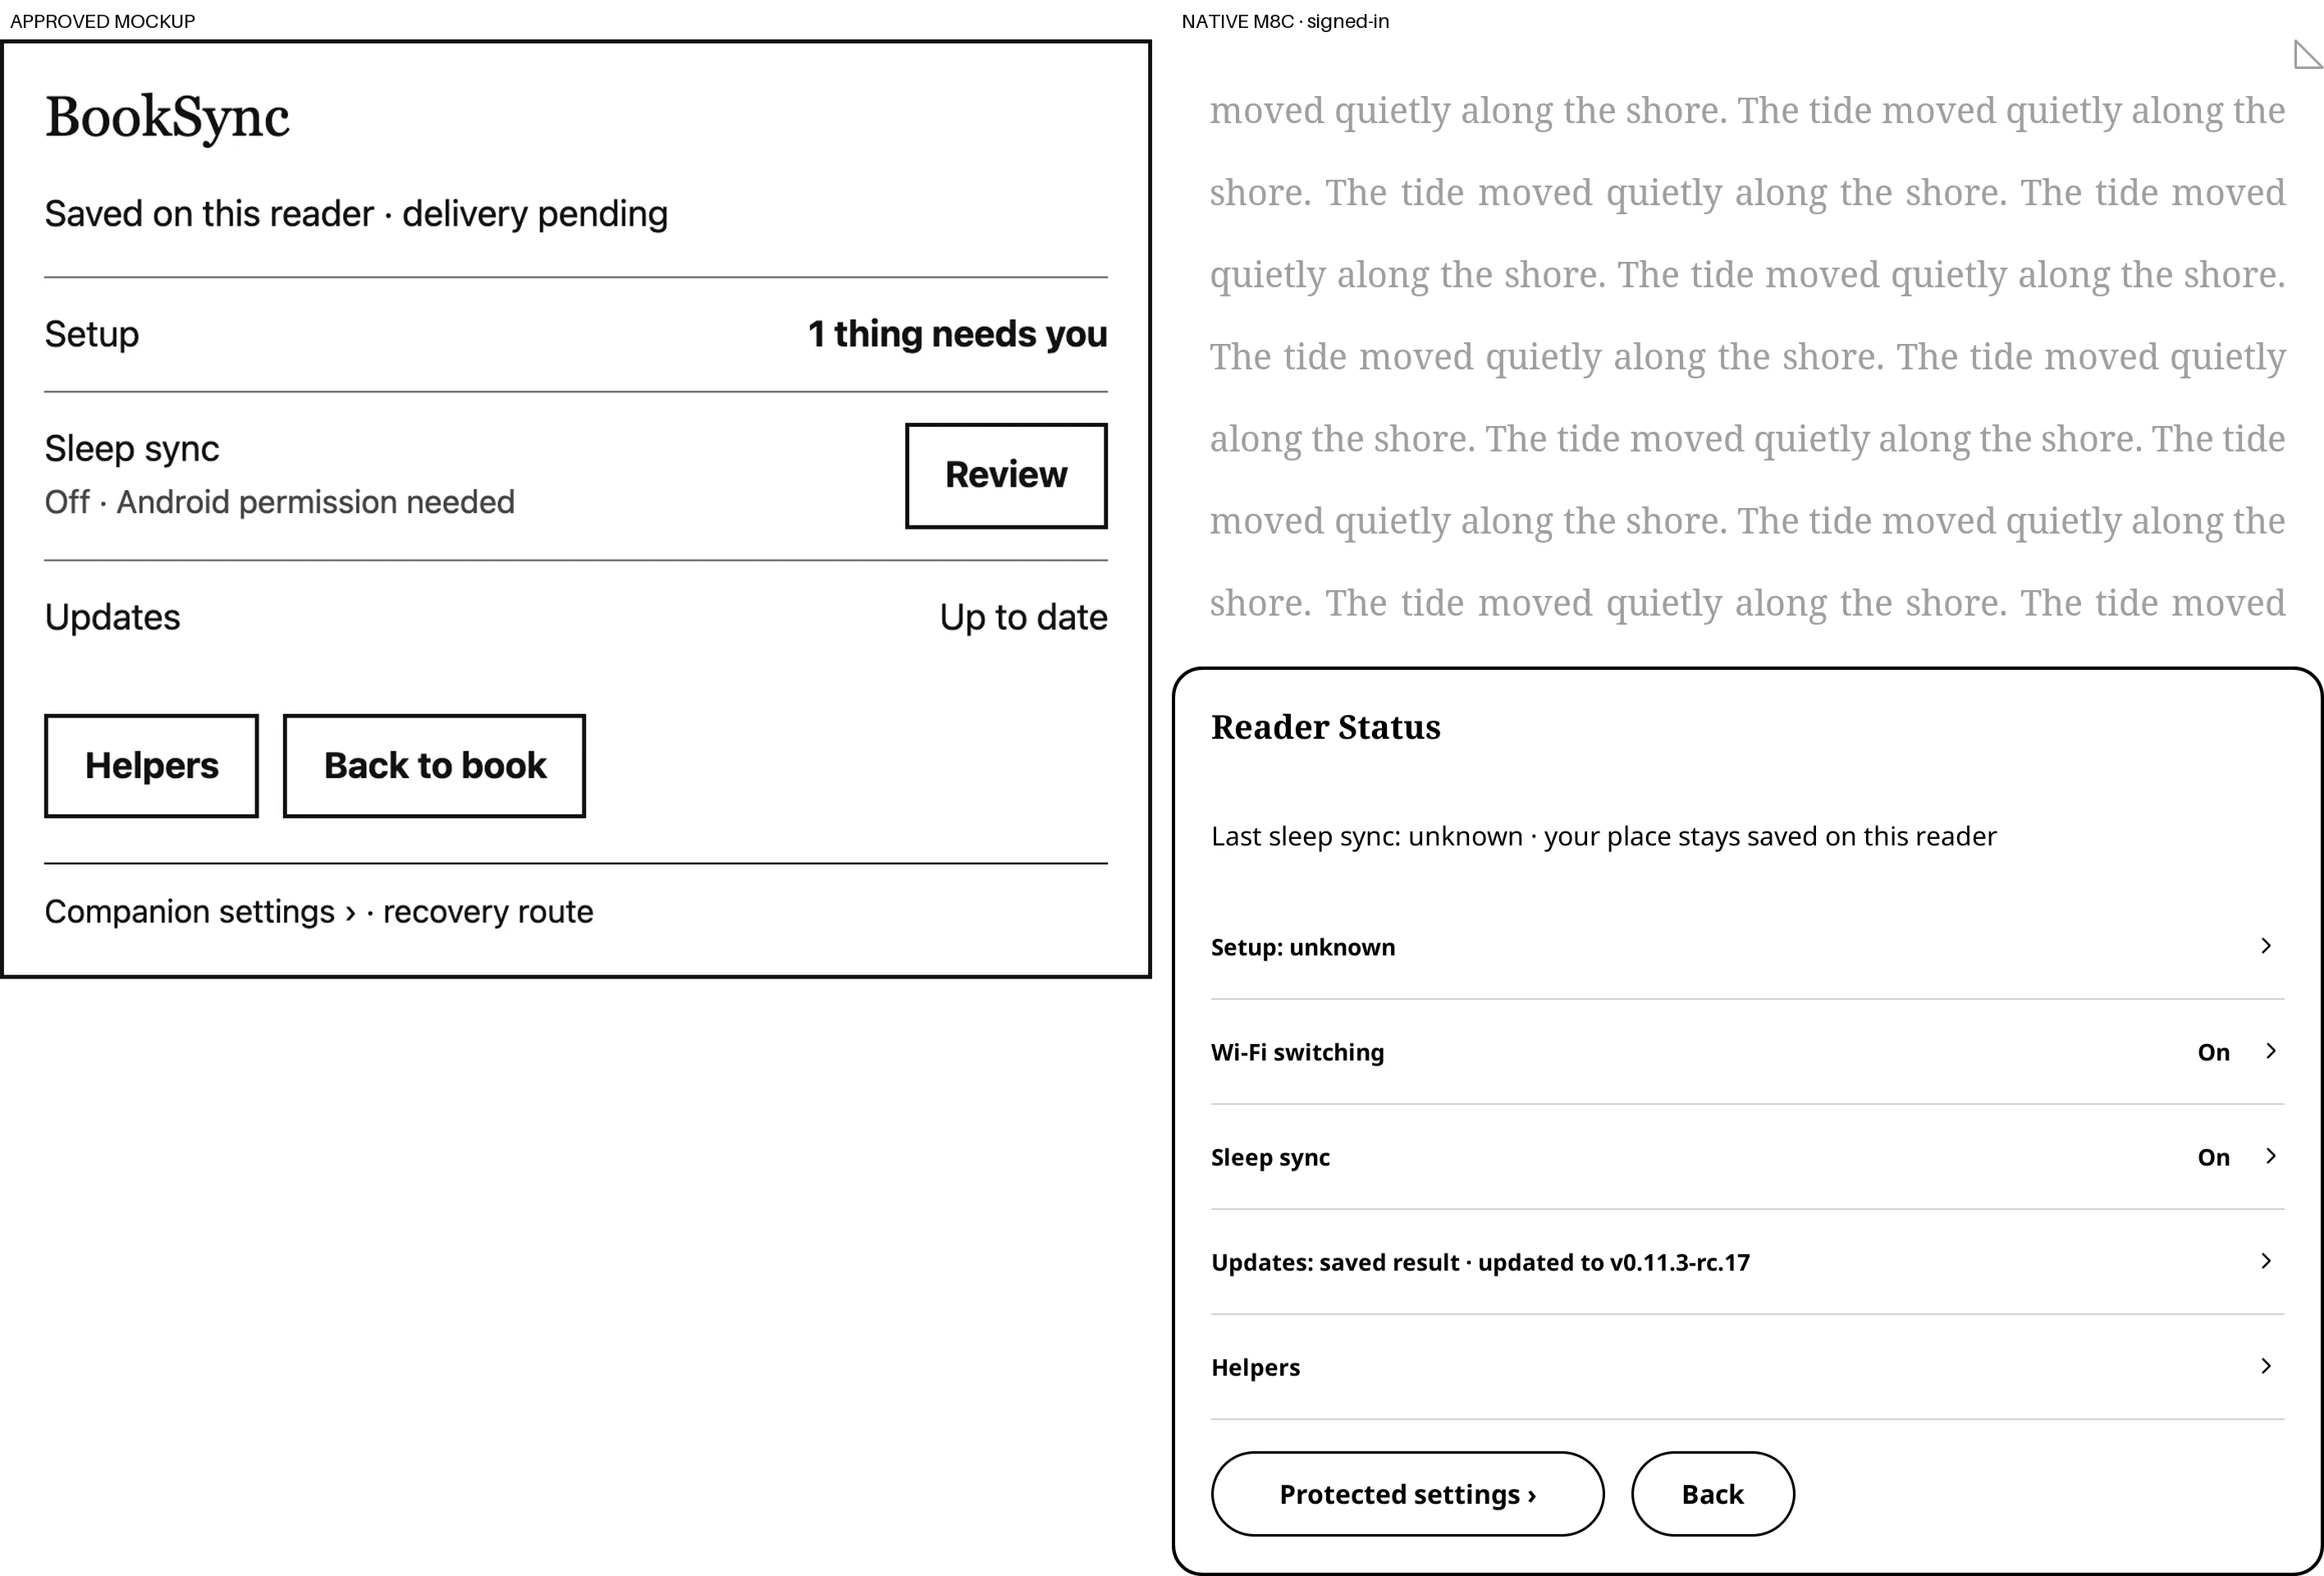 APPROVED MOCKUP
BookSync
Saved on this reader · delivery pending
Setup 1 thing needs you
Sleep sync
Off · Android permission needed
Review
Updates Up to date
Helpers Back to book
Companion settings › · recovery route
NATIVE M8C · signed-in
moved quietly along the shore. The tide moved quietly along the
shore. The tide moved quietly along the shore. The tide moved
quietly along the shore. The tide moved quietly along the shore.
The tide moved quietly along the shore. The tide moved quietly
along the shore. The tide moved quietly along the shore. The tide
moved quietly along the shore. The tide moved quietly along the
shore. The tide moved quietly along the shore. The tide moved
Reader Status
Last sleep sync: unknown · your place stays saved on this reader
Setup: unknown ›
Wi-Fi switching On ›
Sleep sync On ›
Updates: saved result · updated to v0.11.3-rc.17 ›
Helpers ›
Protected settings › Back